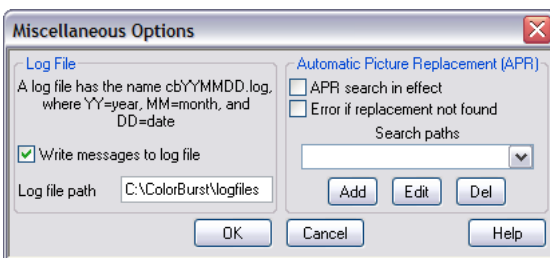 Miscellaneous Options
Log File
A log file has the name cbYYMMDD.log,
where YY=year, MM=month, and
DD=date
Write messages to log file
Log file path C:\ColorBurst\logfiles
Automatic Picture Replacement (APR)
APR search in effect
Error if replacement not found
Search paths
Add Edit Del
OK Cancel Help